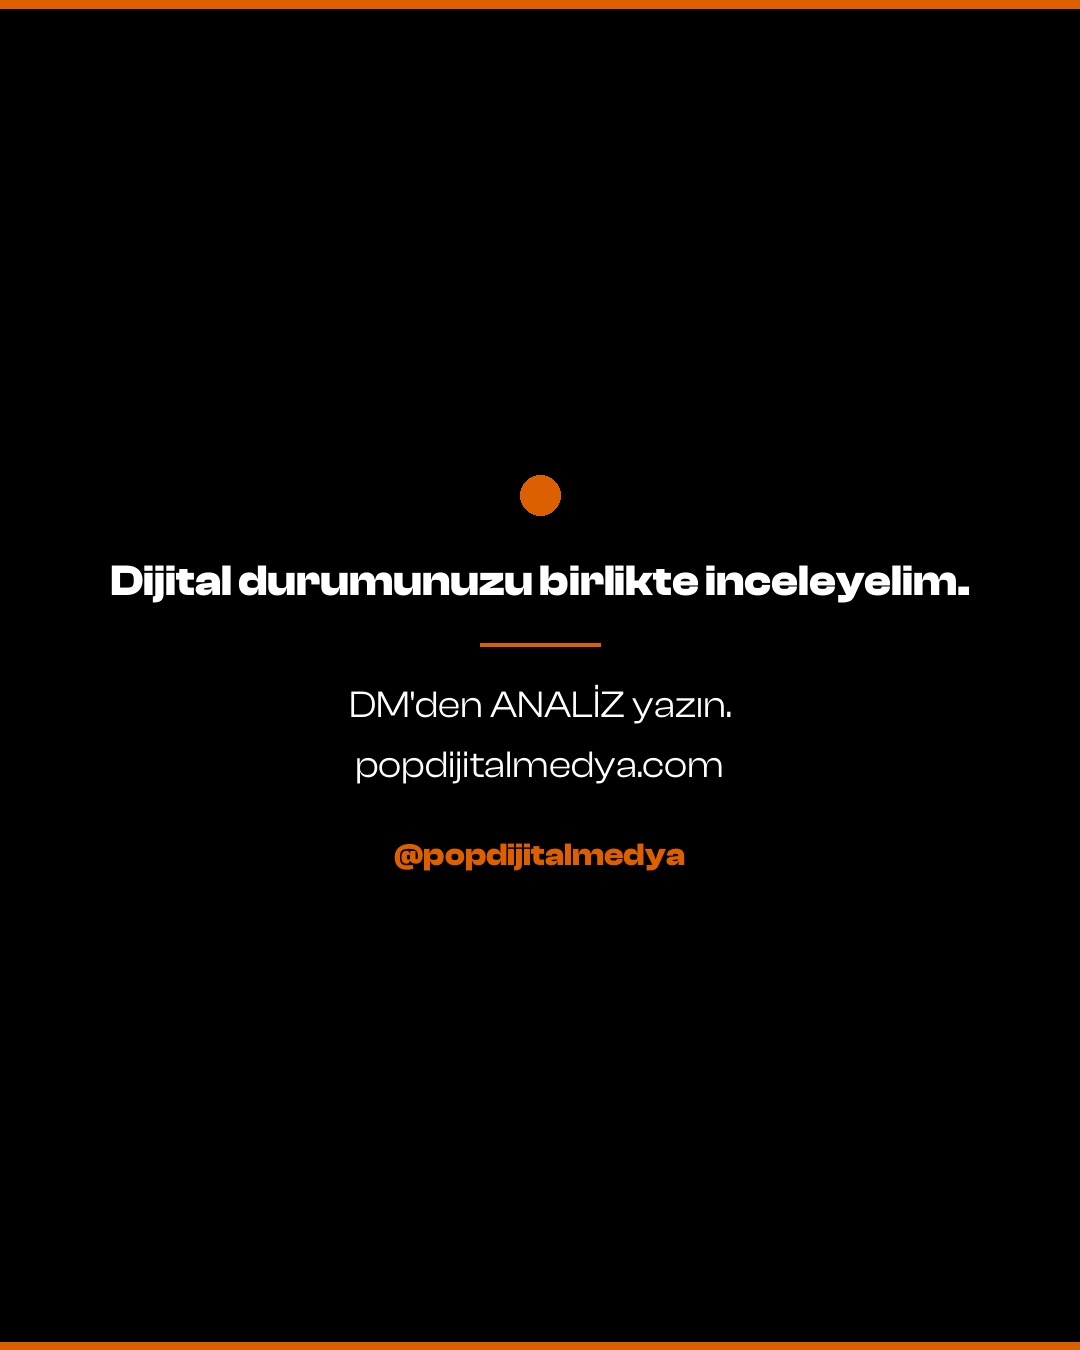 Dijital durumunuzu birlikte inceleyelim.
DM'den ANALİZ yazın.
popdijitalmedya.com
@popdijitalmedya